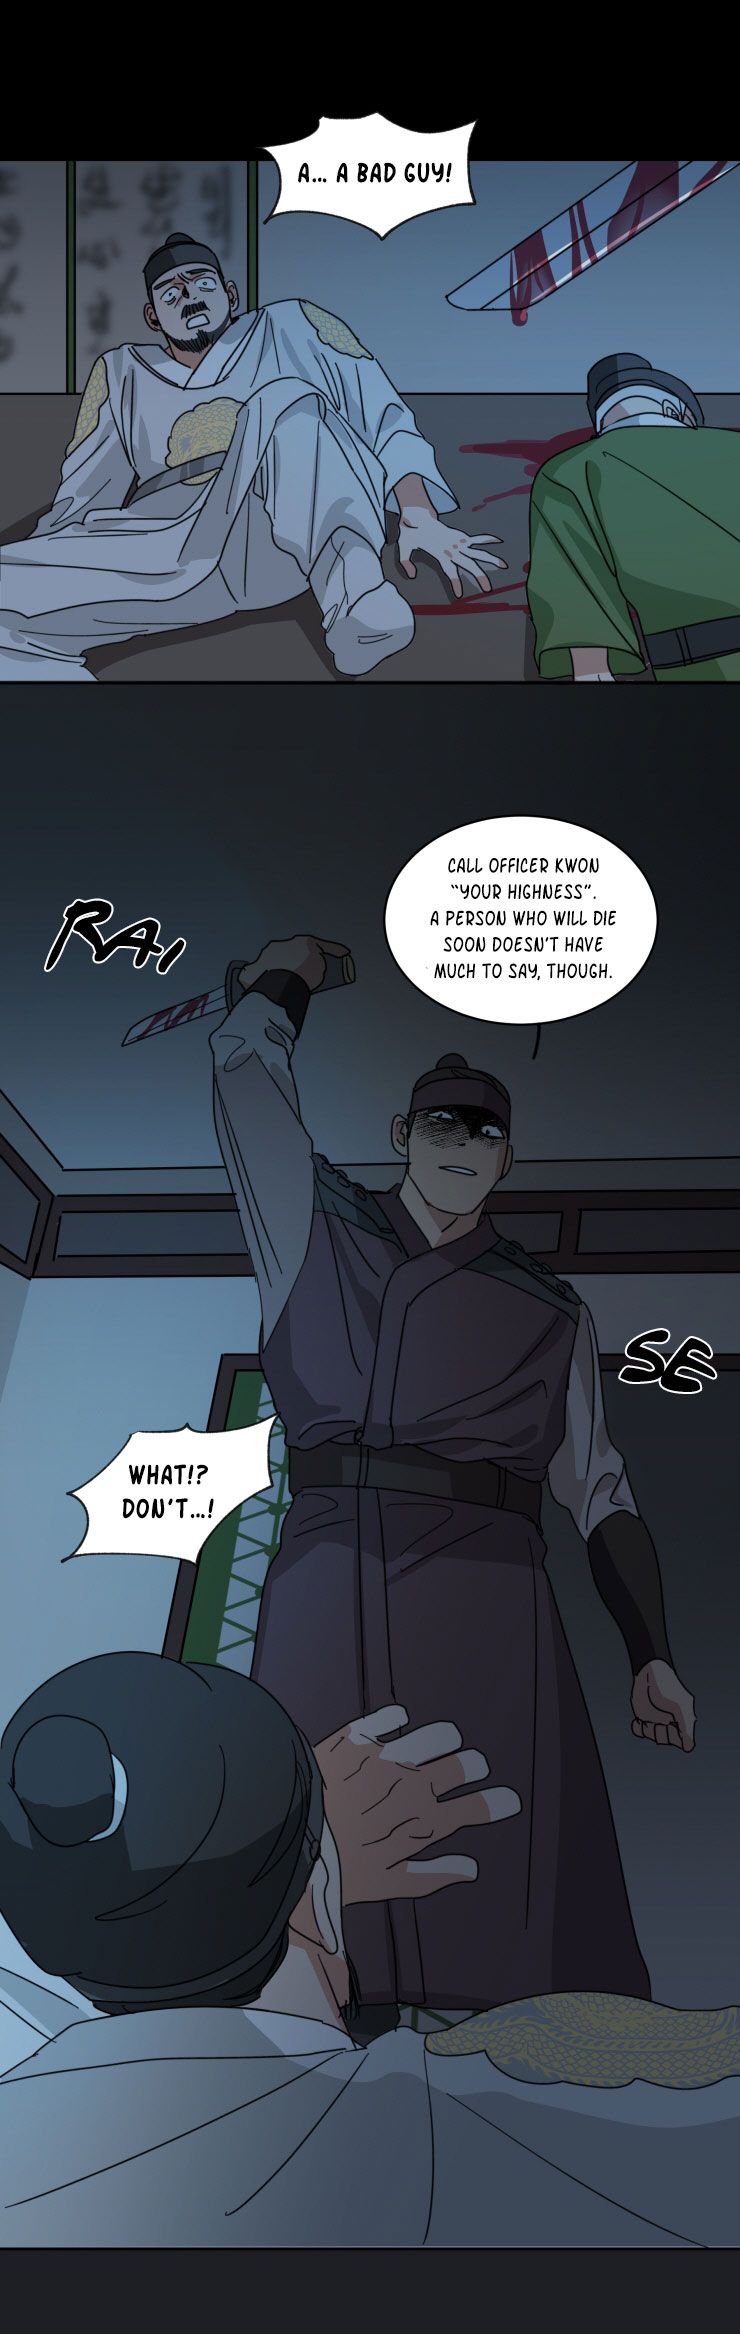 A... A BAD GUY!
CALL OFFICER KWON
“YOUR HIGHNESS”.
A PERSON WHO WILL DIE
SOON DOESN’T HAVE
MUCH TO SAY, THOUGH.
RAI
SE
WHAT!?
DON’T...!